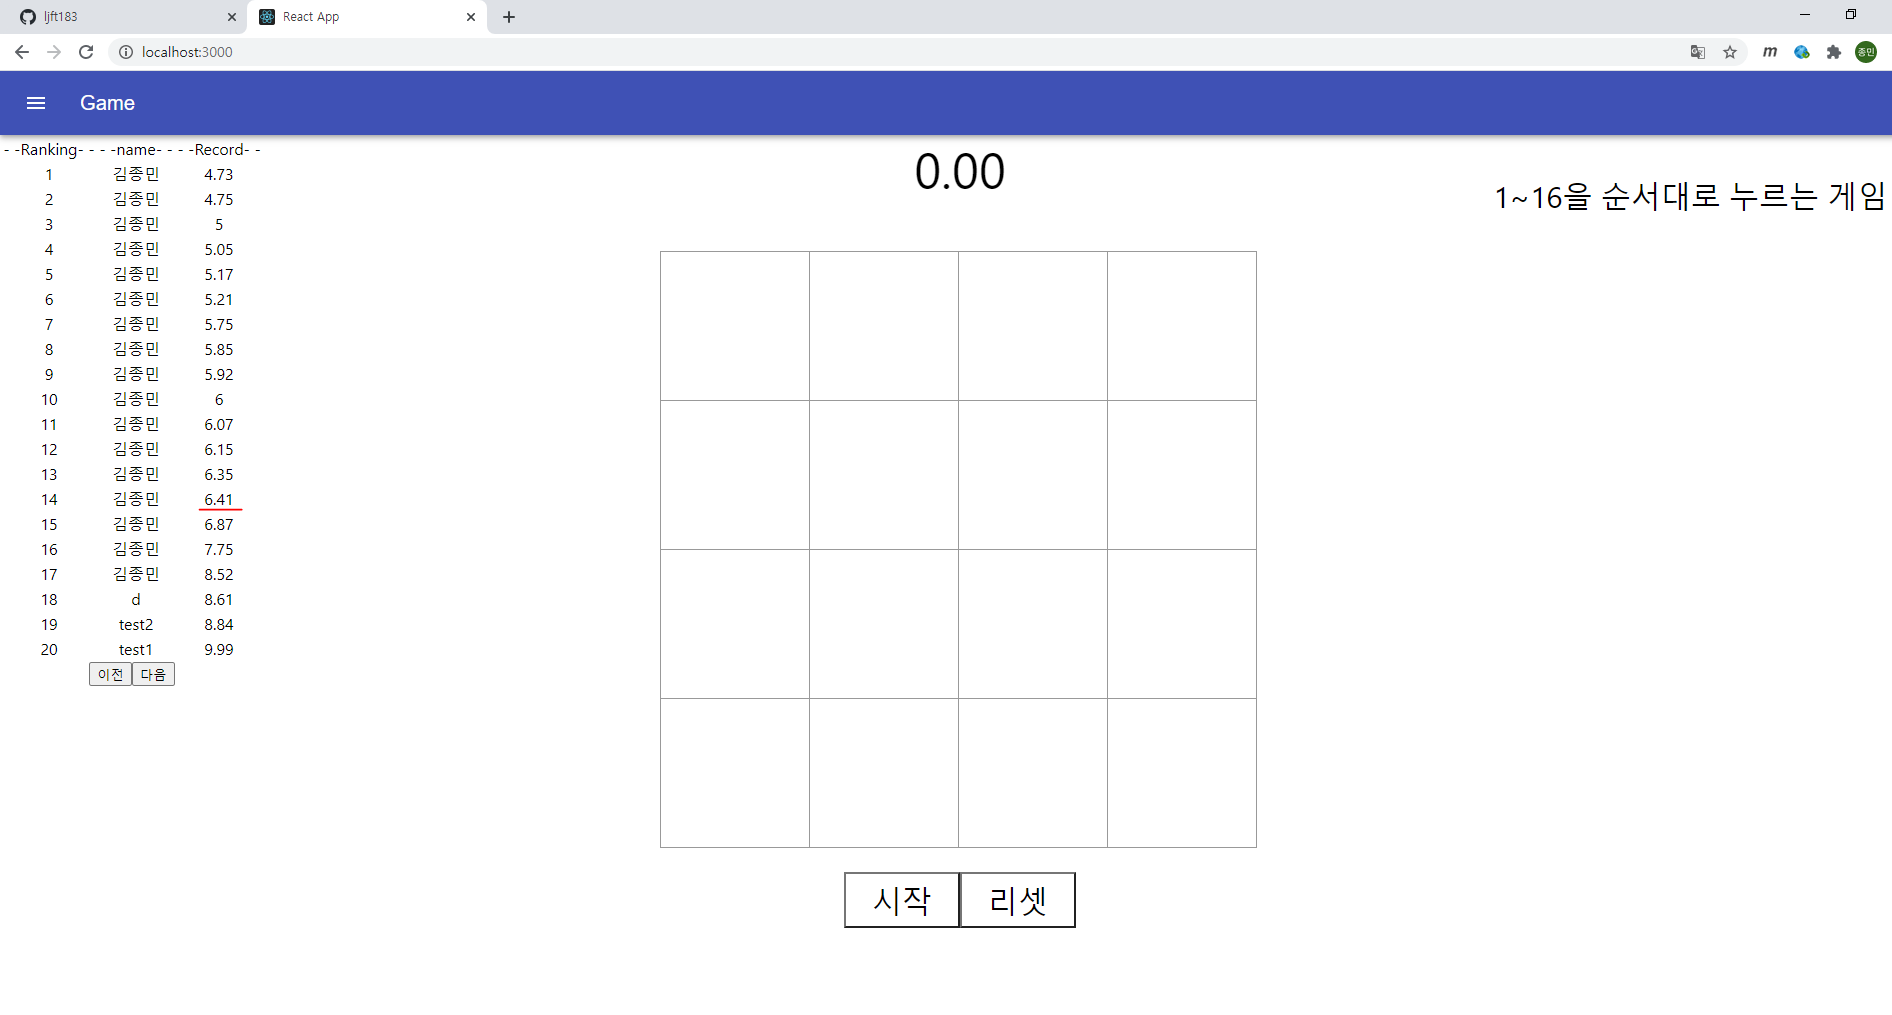 ljft183
React App
localhost:3000
m
종민
Game
- -Ranking- - - -name- - - -Record- -
1 김종민 4.73
2 김종민 4.75
3 김종민 5
4 김종민 5.05
5 김종민 5.17
6 김종민 5.21
7 김종민 5.75
8 김종민 5.85
9 김종민 5.92
10 김종민 6
11 김종민 6.07
12 김종민 6.15
13 김종민 6.35
14 김종민 6.41
15 김종민 6.87
16 김종민 7.75
17 김종민 8.52
18 d 8.61
19 test2 8.84
20 test1 9.99
이전 다음
0.00
1~16을 순서대로 누르는 게임
시작 리셋